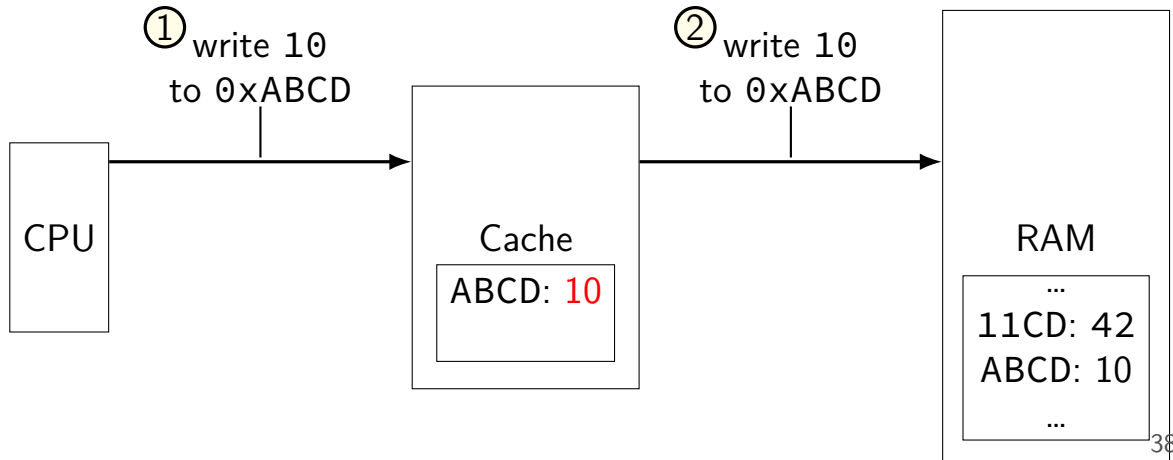 1
write 10
to 0xABCD
2
write 10
to 0xABCD
CPU
Cache
ABCD: 10
RAM
...
11CD: 42
ABCD: 10
...
38